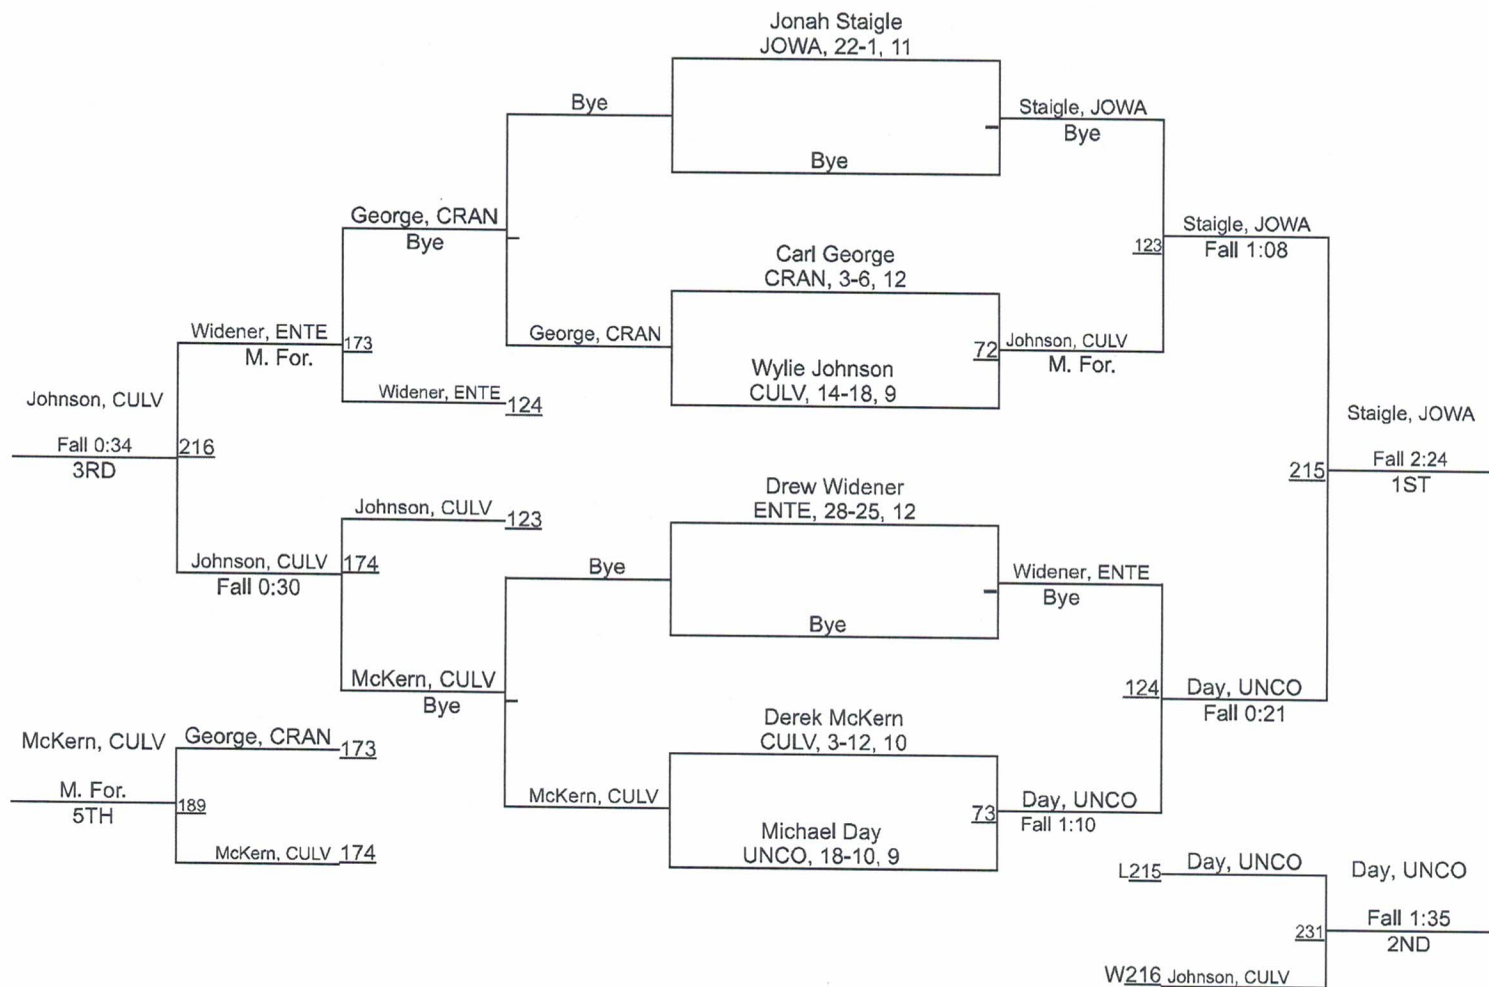 Jonah Staigle
JOWA, 22-1, 11
Bye
Staigle, JOWA
Bye
Bye
George, CRAN
Bye
Staigle, JOWA
123
Fall 1:08
Carl George
CRAN, 3-6, 12
Widener, ENTE
173
M. For.
George, CRAN
72
Johnson, CULV
M. For.
Wylie Johnson
CULV, 14-18, 9
Widener, ENTE
124
Johnson, CULV
Fall 0:34
216
3RD
Staigle, JOWA
215
Fall 2:24
1ST
Drew Widener
ENTE, 28-25, 12
Johnson, CULV
123
Johnson, CULV
174
Fall 0:30
Bye
Widener, ENTE
Bye
Bye
McKern, CULV
Bye
124
Day, UNCO
Fall 0:21
Derek McKern
CULV, 3-12, 10
McKern, CULV
George, CRAN
173
M. For.
189
5TH
McKern, CULV
174
McKern, CULV
73
Day, UNCO
Fall 1:10
Michael Day
UNCO, 18-10, 9
L215
Day, UNCO
Day, UNCO
231
Fall 1:35
2ND
W216
Johnson, CULV